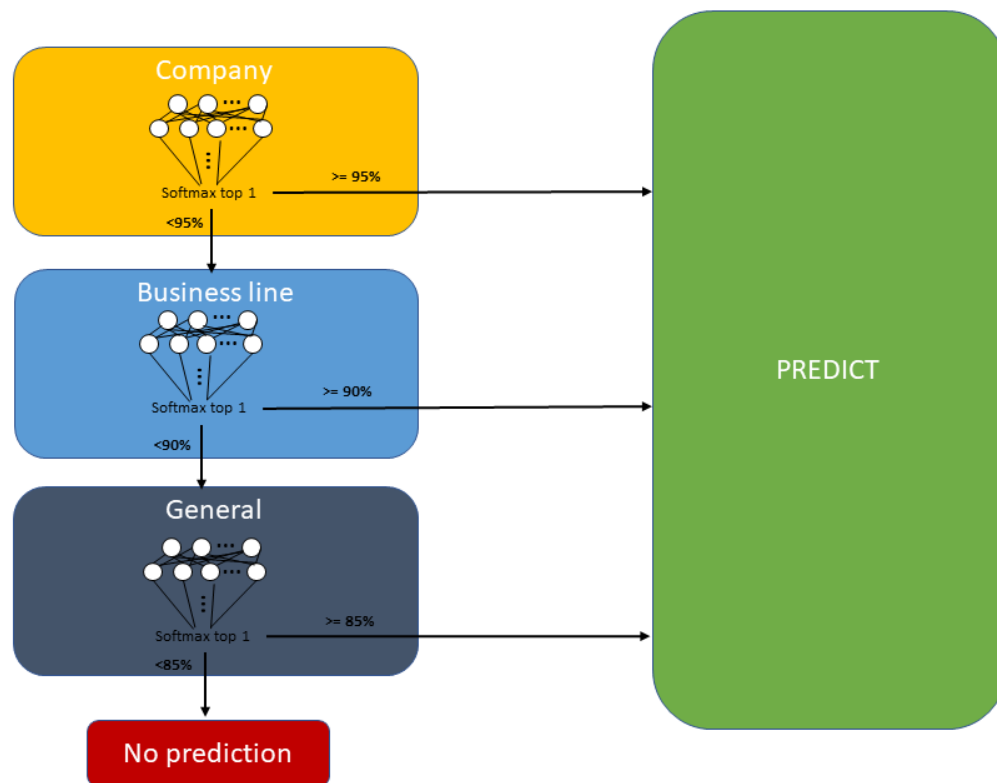 Company
Softmax top 1
>= 95%
<95%
Business line
Softmax top 1
>= 90%
<90%
General
Softmax top 1
>= 85%
<85%
No prediction
PREDICT